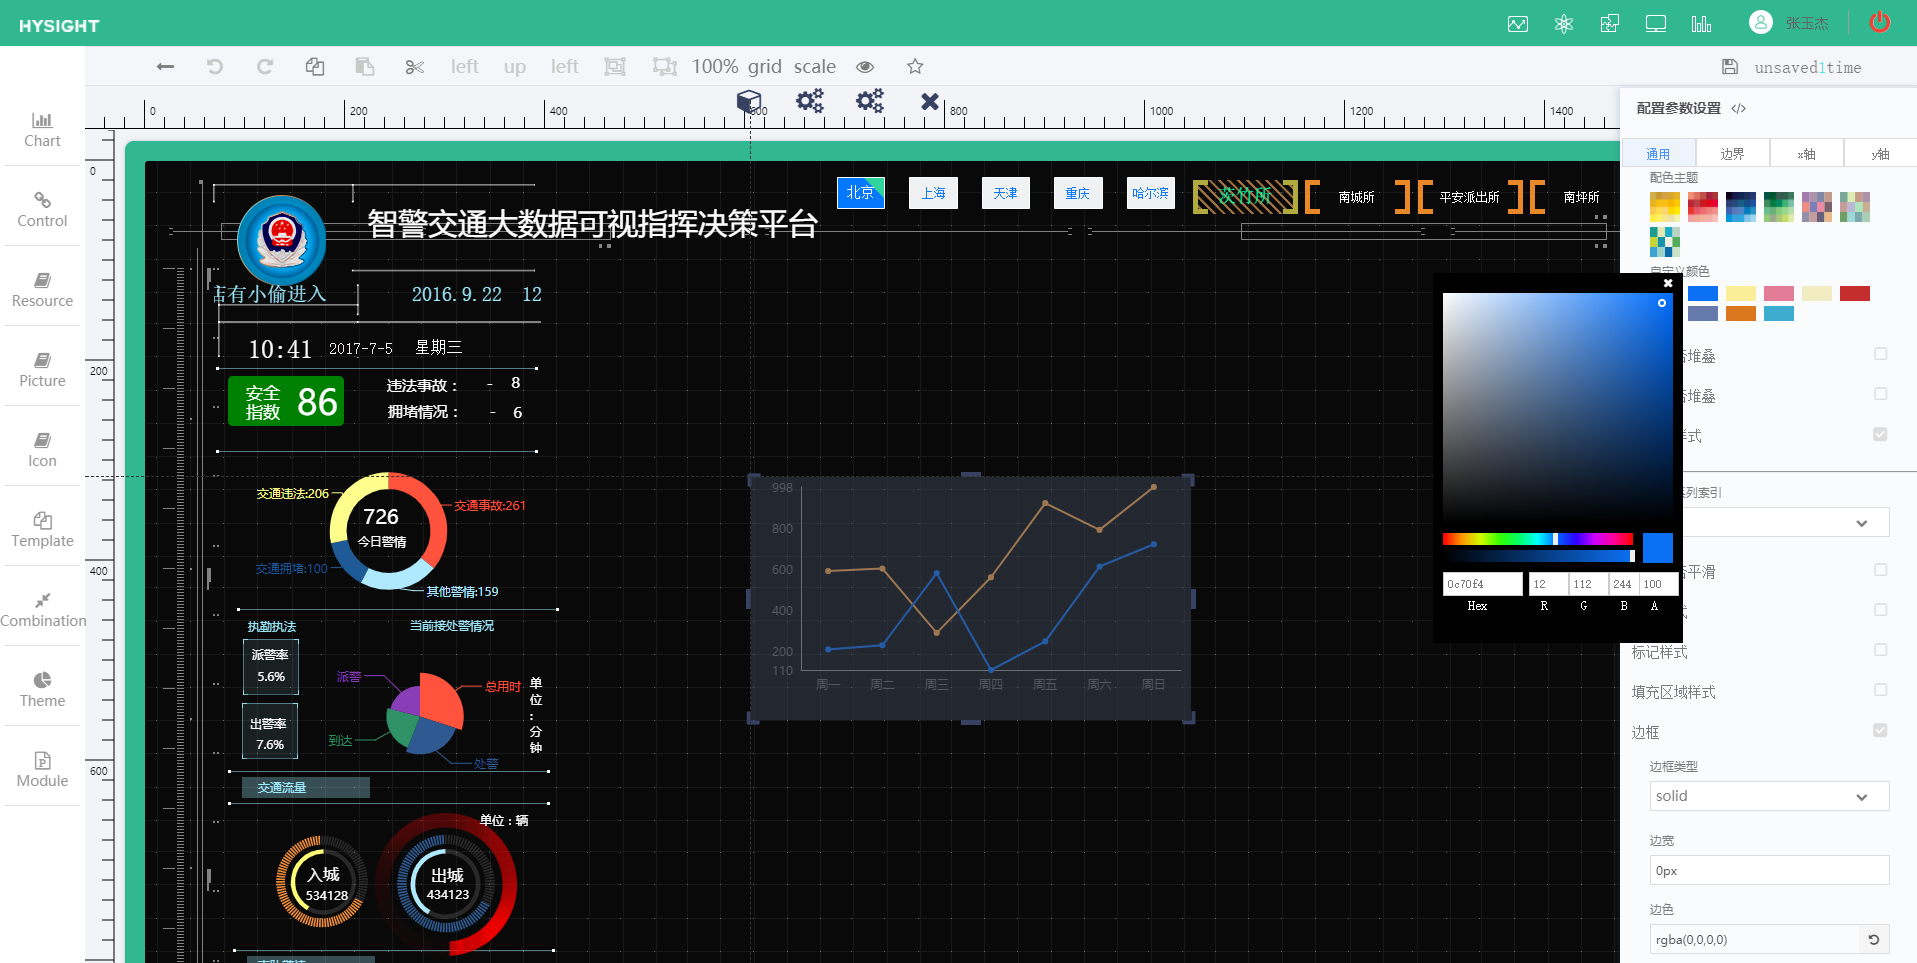 HYSIGHT
张玉杰
left up left 100% grid scale
unsaved1time
Chart
Control
Resource
Picture
Icon
Template
Combination
Theme
Module
0 200 400 600 800 1000 1200 1400
0
200
400
600
智警交通大数据可视指挥决策平台
北京 上海 天津 重庆 哈尔滨 茨竹所 南城所 平安派出所 南坪所
有小偷进入
2016.9.22 12
10:41 2017-7-5 星期三
安全
指数 86
违法事故： - 8
拥堵情况： - 6
交通违法:206
交通事故:261
726
今日警情
交通拥堵:100
其他警情:159
执勤执法
当前接处警情况
派警率
5.6%
出警率
7.6%
派警
总用时
到达
处警
单位：分钟
交通流量
单位：辆
入城
534128
出城
434123
998
800
600
400
200
110
周一 周二 周三 周四 周五 周六 周日
配置参数设置 </>
通用 边界 x轴 y轴
配色主题
自定义颜色
堆叠
堆叠
样式
系列索引
平滑
标记样式
填充区域样式
边框
边框类型
solid
边宽
0px
边色
rgba(0,0,0,0)
0c70f4 12 112 244 100
Hex R G B A